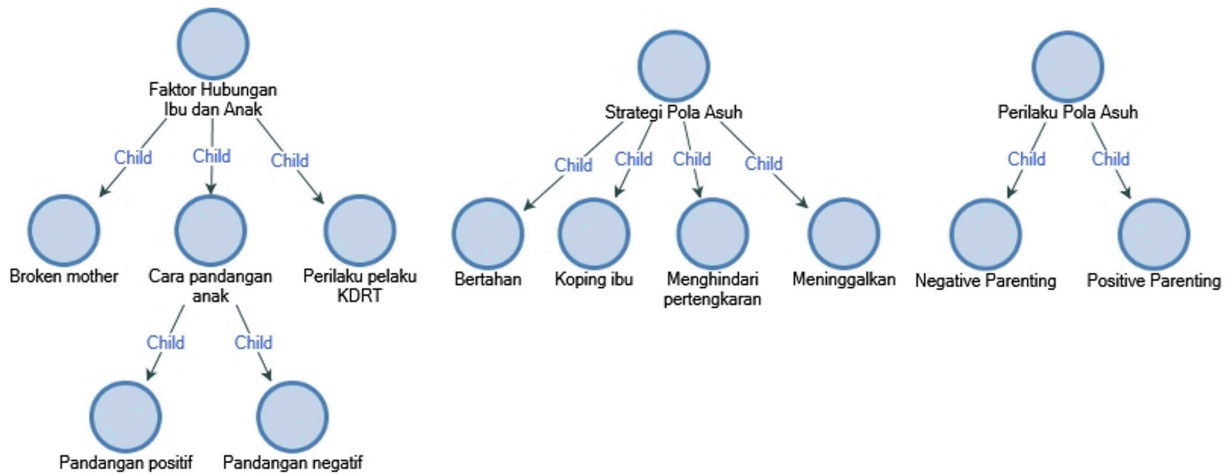 Faktor Hubungan
Ibu dan Anak
Child
Child
Child
Broken mother
Cara pandangan
anak
Perilaku pelaku
KDRT
Child
Child
Pandangan positif
Pandangan negatif
Strategi Pola Asuh
Child
Child
Child
Child
Bertahan
Koping ibu
Menghindari
pertengkaran
Meninggalkan
Perilaku Pola Asuh
Child
Child
Negative Parenting
Positive Parenting